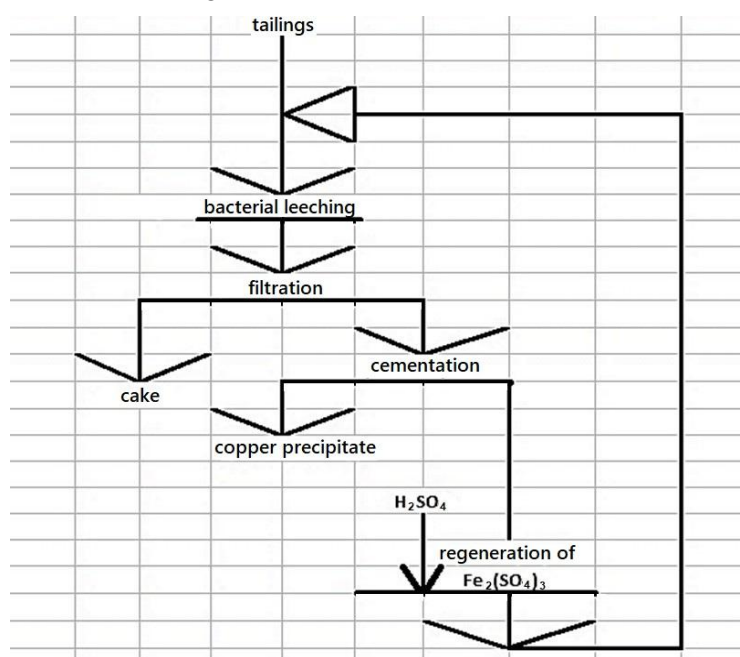 tailings
bacterial leeching
filtration
cementation
cake
copper precipitate
H₂SO₄
regeneration of
Fe₂(SO₄)₃